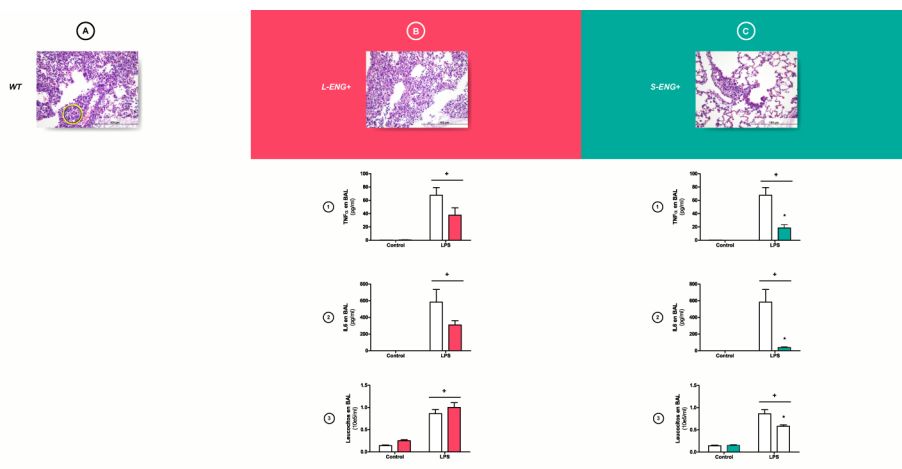 A
B
C
WT
L-ENG+
S-ENG+
1
TNFα en BAL
(pg/ml)
100
80
60
40
20
0
+
Control
LPS
1
TNFα en BAL
(pg/ml)
100
80
60
40
20
0
+
*
Control
LPS
2
IL6 en BAL
(pg/ml)
800
600
400
200
0
+
Control
LPS
2
IL6 en BAL
(pg/ml)
800
600
400
200
0
+
*
Control
LPS
3
Leucocitos en BAL
(10e5/ml)
1.5
1.0
0.5
0.0
+
Control
LPS
3
Leucocitos en BAL
(10e5/ml)
1.5
1.0
0.5
0.0
+
*
Control
LPS